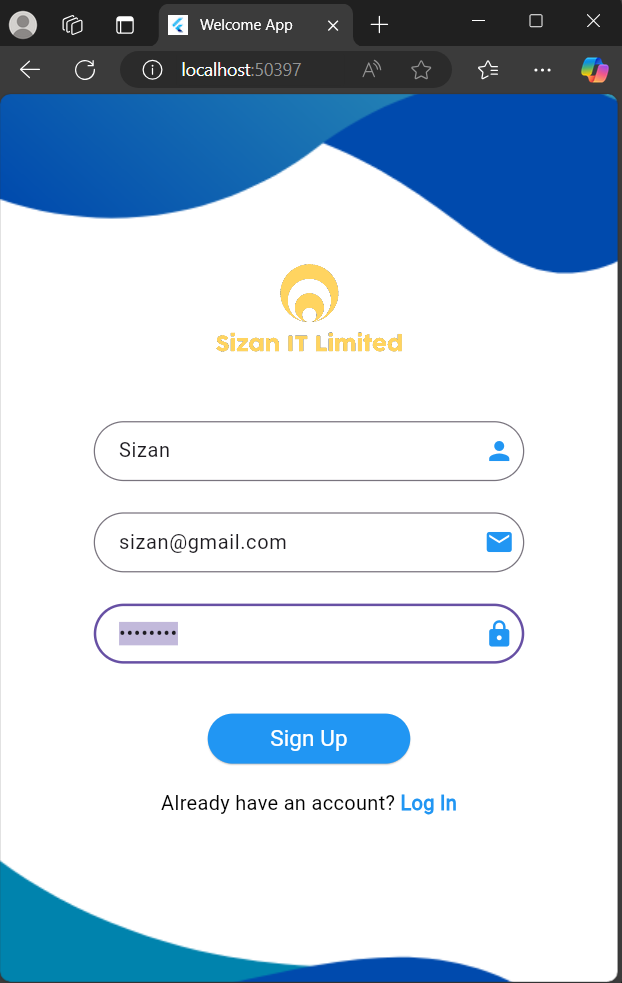 Welcome App
localhost:50397
Sizan IT Limited
Sizan
sizan@gmail.com
••••••••
Sign Up
Already have an account? Log In